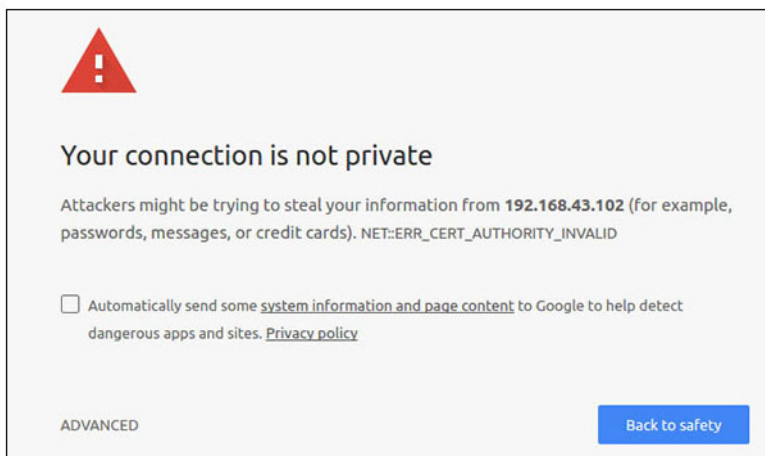 !
Your connection is not private
Attackers might be trying to steal your information from 192.168.43.102 (for example,
passwords, messages, or credit cards). NET::ERR_CERT_AUTHORITY_INVALID
Automatically send some system information and page content to Google to help detect
dangerous apps and sites. Privacy policy
ADVANCED
Back to safety